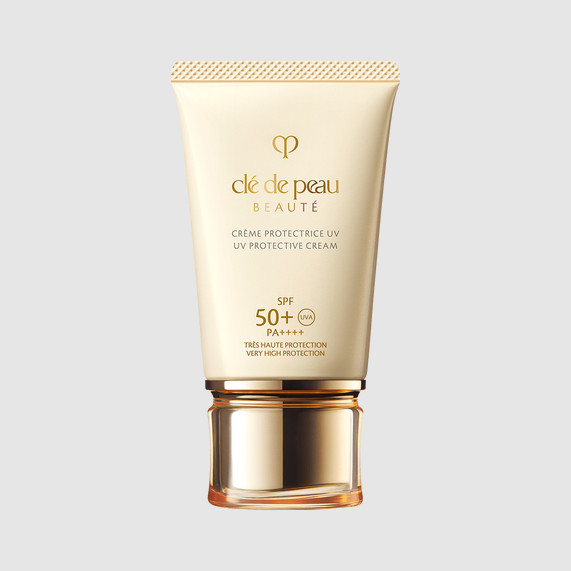 clé de peau
BEAUTÉ
CRÈME PROTECTRICE UV
UV PROTECTIVE CREAM
SPF
50+ UVA
PA++++
TRÈS HAUTE PROTECTION
VERY HIGH PROTECTION